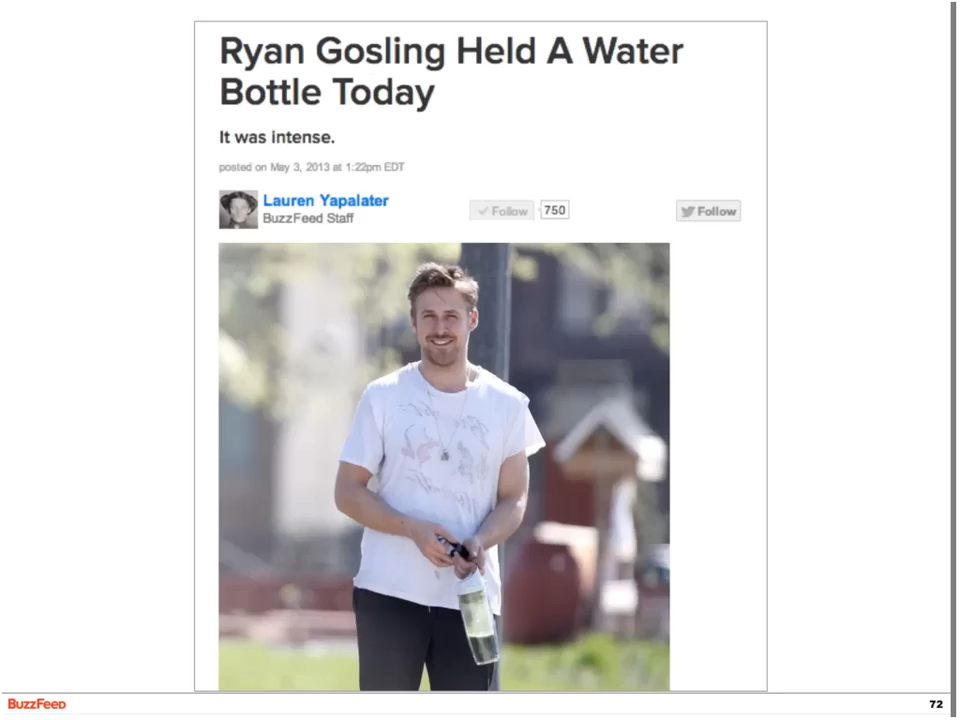 Ryan Gosling Held A Water
Bottle Today
It was intense.
posted on May 3, 2013 at 1:22pm EDT
Lauren Yapalater
BuzzFeed Staff
Follow
750
Follow
BuzzFeeD
72